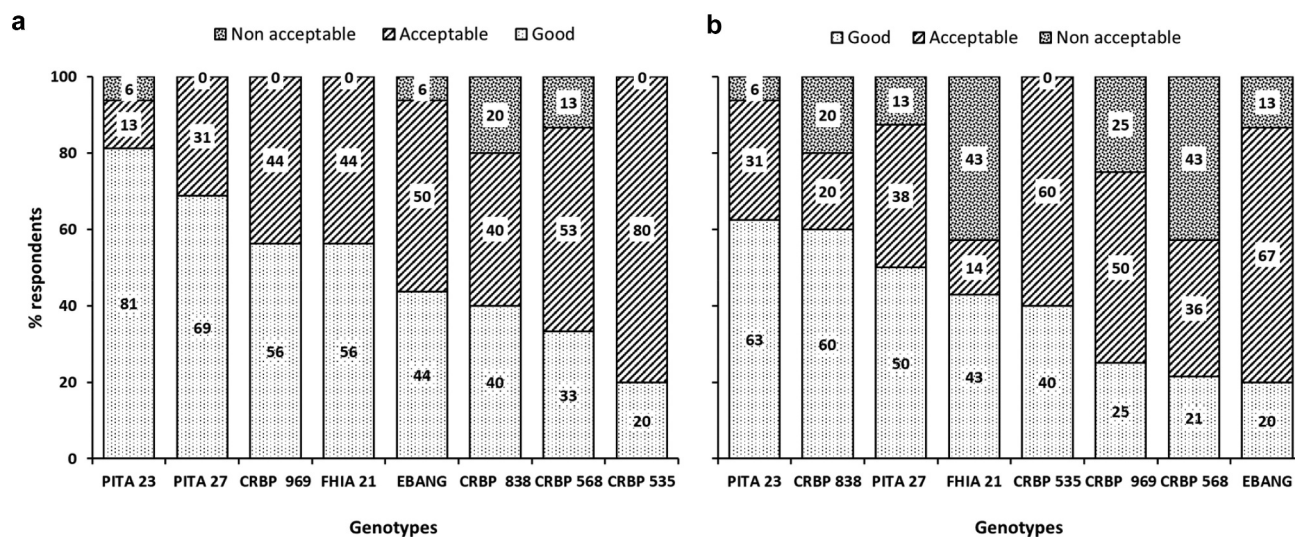 a
Non acceptable Acceptable Good
% respondents
100
80
60
40
20
0
6 0 0 0 6 20 13 0
13 31 44 44 50 40 53 80
81 69 56 56 44 40 33 20
PITA 23 PITA 27 CRBP 969 FHIA 21 EBANG CRBP 838 CRBP 568 CRBP 535
Genotypes
b
Good Acceptable Non acceptable
6 20 13 43 0 25 43 13
31 20 38 14 60 50 36 67
63 60 50 43 40 25 21 20
PITA 23 CRBP 838 PITA 27 FHIA 21 CRBP 535 CRBP 969 CRBP 568 EBANG
Genotypes